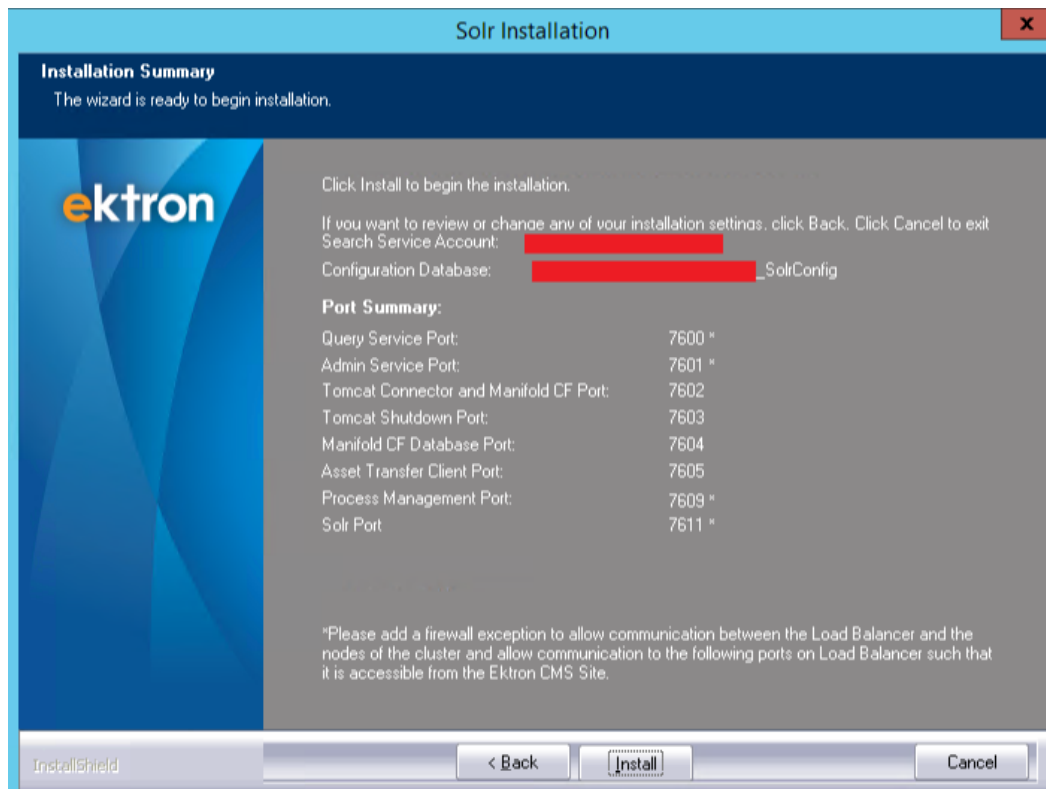 Solr Installation
x
Installation Summary
The wizard is ready to begin installation.
ektron
Click Install to begin the installation.
If you want to review or change any of your installation settings, click Back. Click Cancel to exit
Search Service Account:
Configuration Database: _SolrConfig
Port Summary:
Query Service Port: 7600 *
Admin Service Port: 7601 *
Tomcat Connector and Manifold CF Port: 7602
Tomcat Shutdown Port: 7603
Manifold CF Database Port: 7604
Asset Transfer Client Port: 7605
Process Management Port: 7609 *
Solr Port 7611 *
*Please add a firewall exception to allow communication between the Load Balancer and the
nodes of the cluster and allow communication to the following ports on Load Balancer such that
it is accessible from the Ektron CMS Site.
InstallShield
< Back Install Cancel